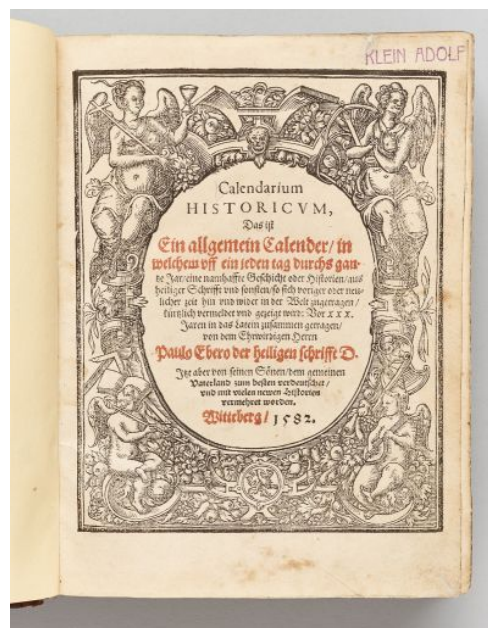 KLEIN ADOLF
Calendarium
HISTORICVM,
Das ist
Ein allgemein Calender/ in
welchem vff ein jeden tag durchs gan-
tze Jar/eine namhaffte Geschicht oder Historien/aus
heiliger Schrifft vnd sonsten/so sich voriger oder neu-
licher zeit hin vnd wider in der Welt zugetragen/
kürtzlich vermeldet vnd gezeigt werd: Vor XXX.
Jaren in das Latein zusammen getragen/
von dem Ehrwirdigen Herrn
Paulo Ebero der heiligen schrifft D.
Itzt aber von seinen Sönen/dem gemeinen
Vaterland zum besten verdeutschet/
vnd mit vielen newen Historien
vermehret worden.
Witteberg/ 1582.